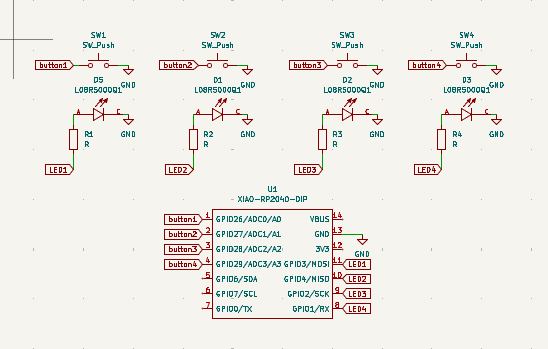 SW1 SW2 SW3 SW4
SW_Push SW_Push SW_Push SW_Push
button1 button2 button3 button4
GND GND GND GND
D5 D1 D2 D3
L08R5000Q1 L08R5000Q1 L08R5000Q1 L08R5000Q1
A C A C A C A C
GND GND GND GND
R1 R2 R3 R4
R R R R
LED1 LED2 LED3 LED4
U1
XIAO-RP2040-DIP
button1 1 GPIO26/ADC0/A0 VBUS 14
button2 2 GPIO27/ADC1/A1 GND 13
button3 3 GPIO28/ADC2/A2 3V3 12
GND
button4 4 GPIO29/ADC3/A3 GPIO3/MOSI 11 LED1
5 GPIO6/SDA GPIO4/MISO 10 LED2
6 GPIO7/SCL GPIO2/SCK 9 LED3
7 GPIO0/TX GPIO1/RX 8 LED4